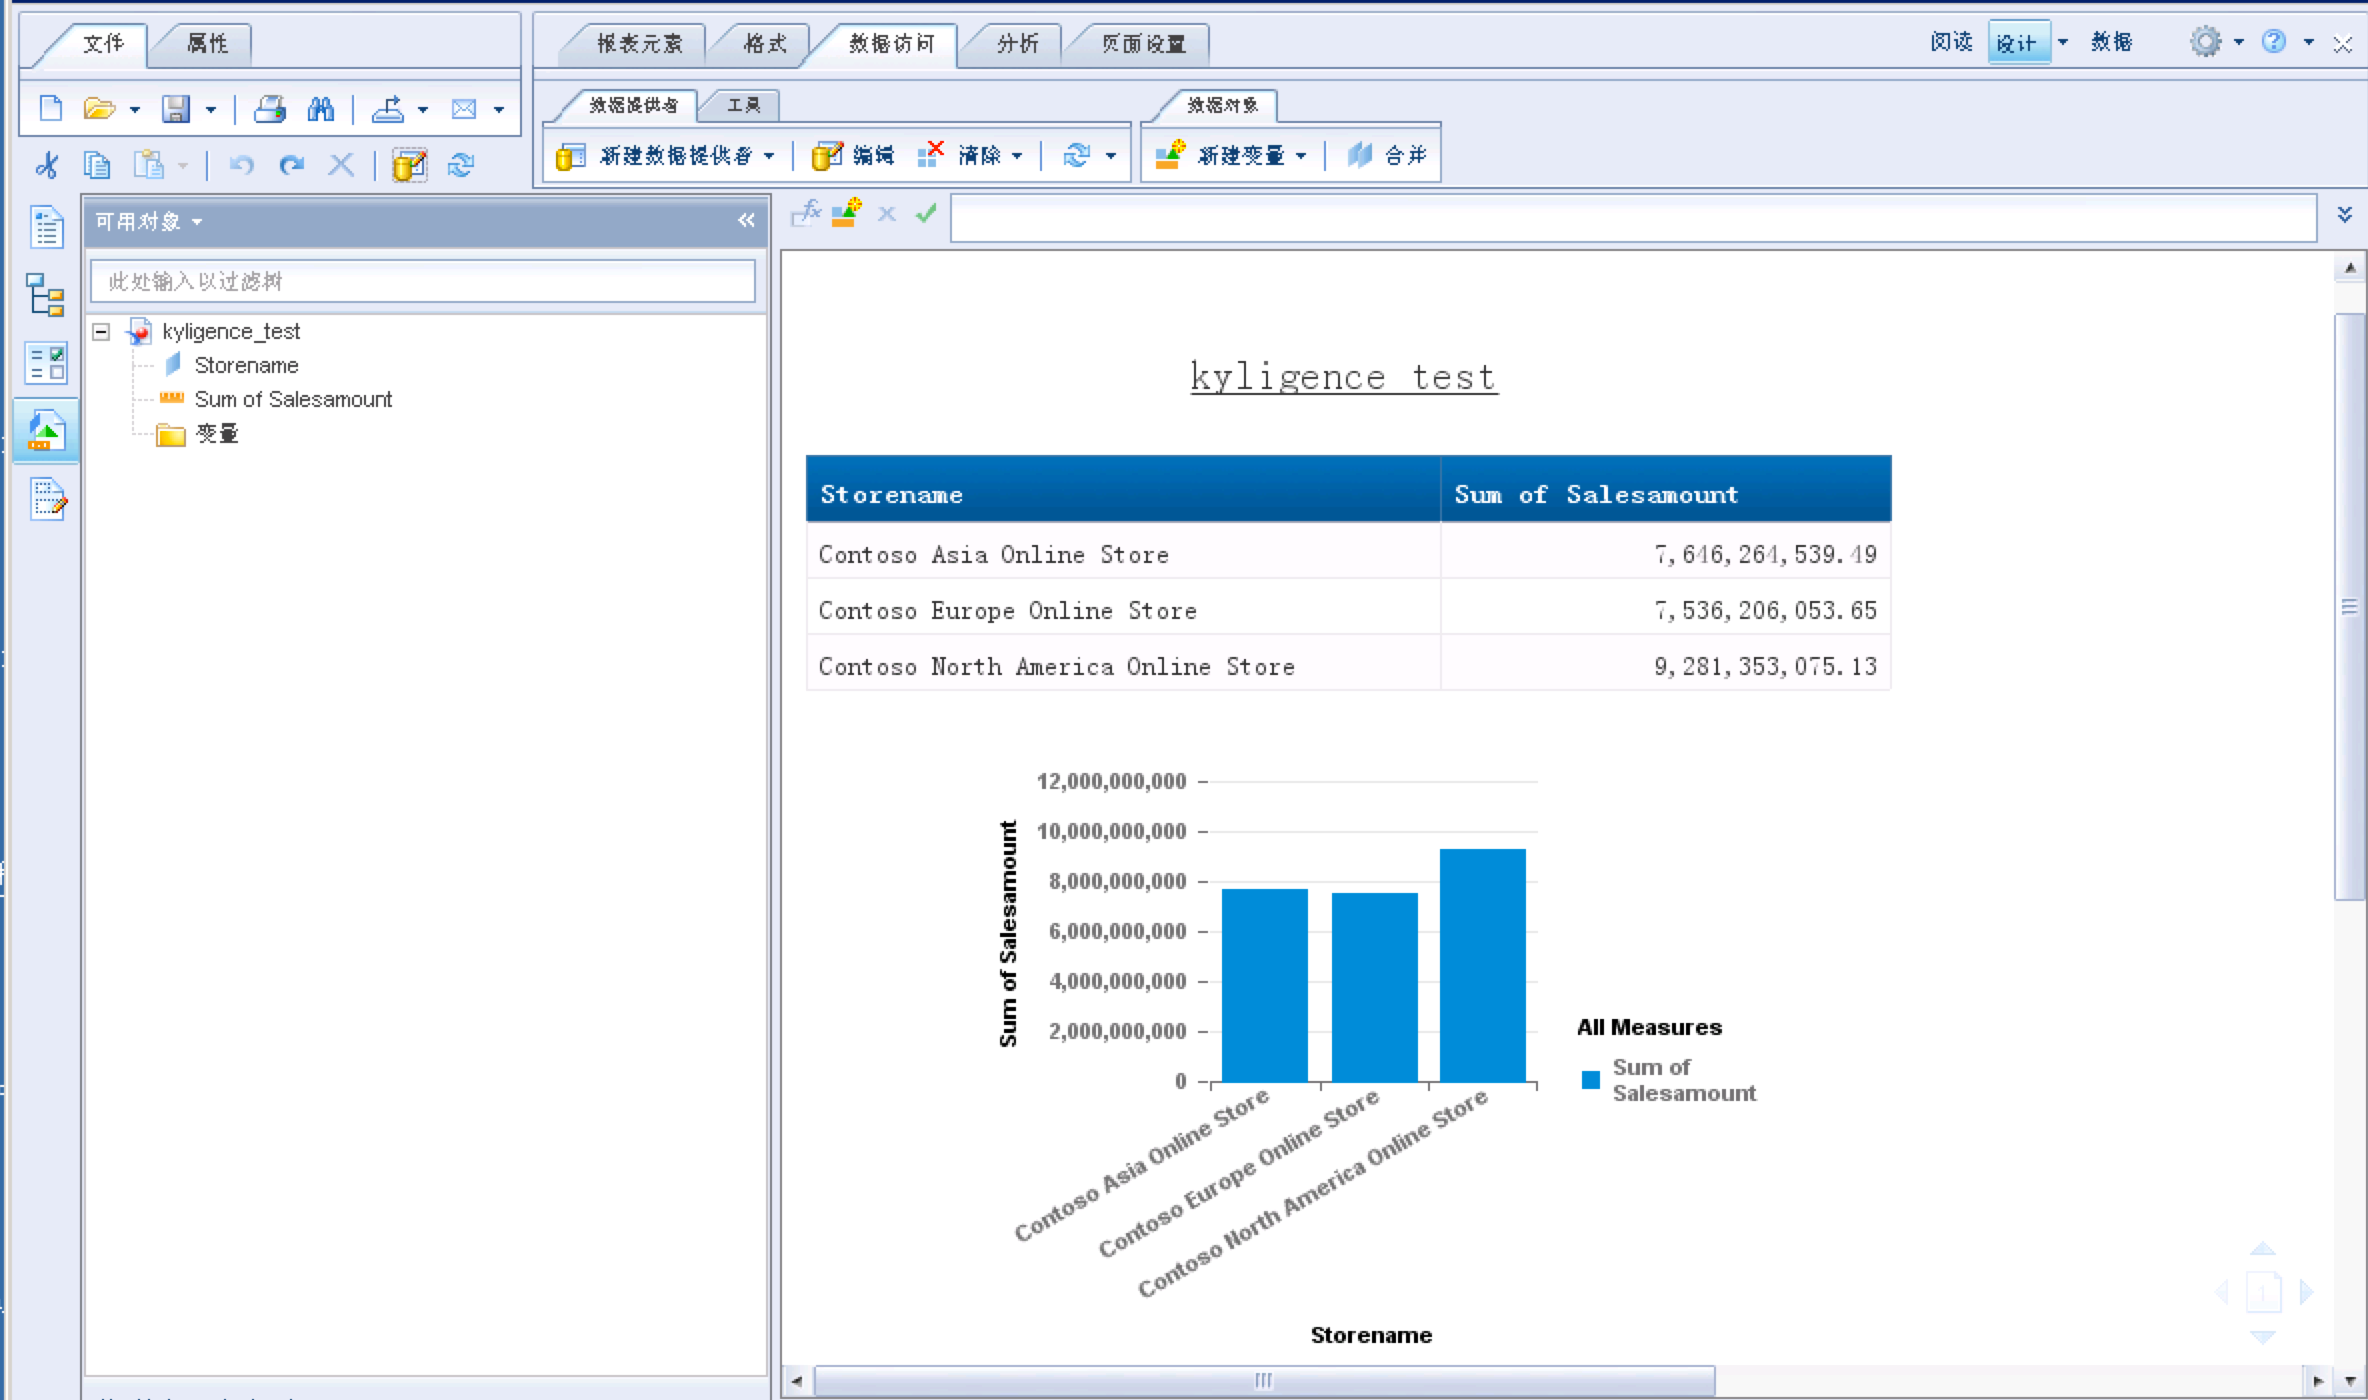 文件 属性 报表元素 格式 数据访问 分析 页面设置 阅读 设计 数据
数据提供者 工具 数据对象
新建数据提供者 编辑 清除 新建变量 合并
可用对象
此处输入以过滤树
kyligence_test
Storename
Sum of Salesamount
变量
kyligence test
Storename Sum of Salesamount
Contoso Asia Online Store 7,646,264,539.49
Contoso Europe Online Store 7,536,206,053.65
Contoso North America Online Store 9,281,353,075.13
12,000,000,000
10,000,000,000
8,000,000,000
6,000,000,000
4,000,000,000
2,000,000,000
0
Sum of Salesamount
Contoso Asia Online Store
Contoso Europe Online Store
Contoso North America Online Store
Storename
All Measures
Sum of
Salesamount
1